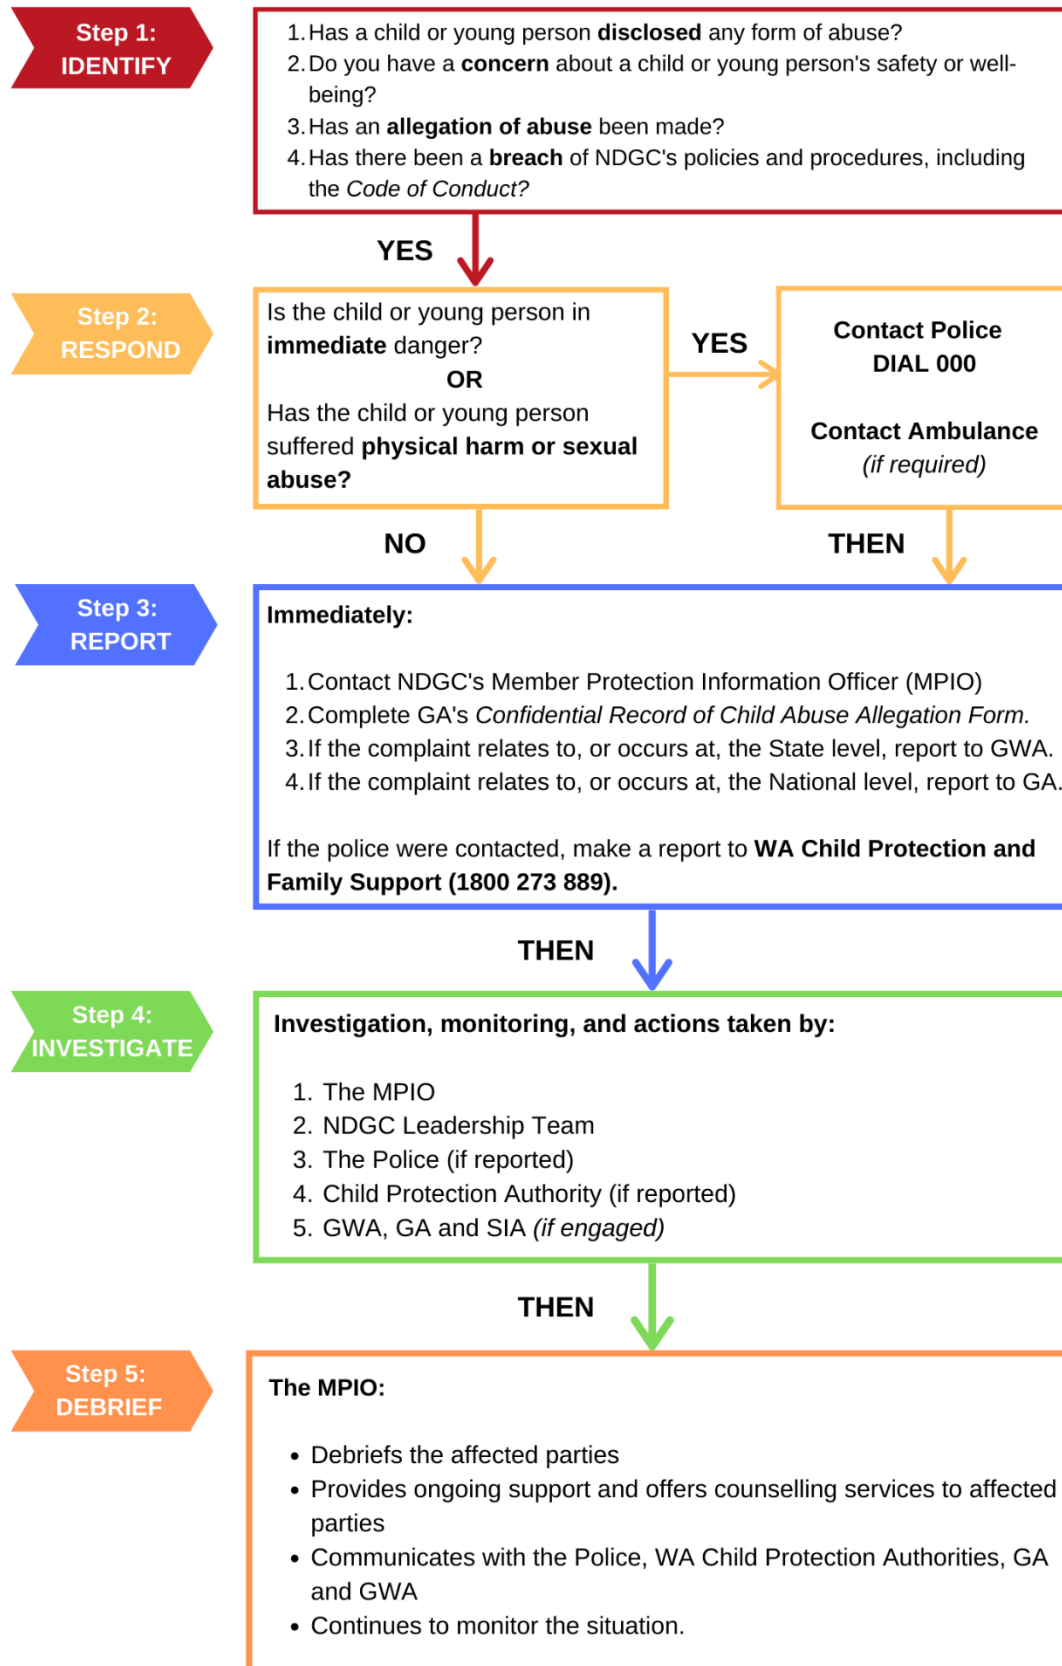 Step 1:
IDENTIFY
1. Has a child or young person disclosed any form of abuse?
2. Do you have a concern about a child or young person's safety or well-
being?
3. Has an allegation of abuse been made?
4. Has there been a breach of NDGC's policies and procedures, including
the Code of Conduct?
YES
Step 2:
RESPOND
Is the child or young person in
immediate danger?
OR
Has the child or young person
suffered physical harm or sexual
abuse?
YES
Contact Police
DIAL 000
Contact Ambulance
(if required)
NO
THEN
Step 3:
REPORT
Immediately:
1. Contact NDGC's Member Protection Information Officer (MPIO)
2. Complete GA's Confidential Record of Child Abuse Allegation Form.
3. If the complaint relates to, or occurs at, the State level, report to GWA.
4. If the complaint relates to, or occurs at, the National level, report to GA.
If the police were contacted, make a report to WA Child Protection and
Family Support (1800 273 889).
THEN
Step 4:
INVESTIGATE
Investigation, monitoring, and actions taken by:
1. The MPIO
2. NDGC Leadership Team
3. The Police (if reported)
4. Child Protection Authority (if reported)
5. GWA, GA and SIA (if engaged)
THEN
Step 5:
DEBRIEF
The MPIO:
• Debriefs the affected parties
• Provides ongoing support and offers counselling services to affected
parties
• Communicates with the Police, WA Child Protection Authorities, GA
and GWA
• Continues to monitor the situation.